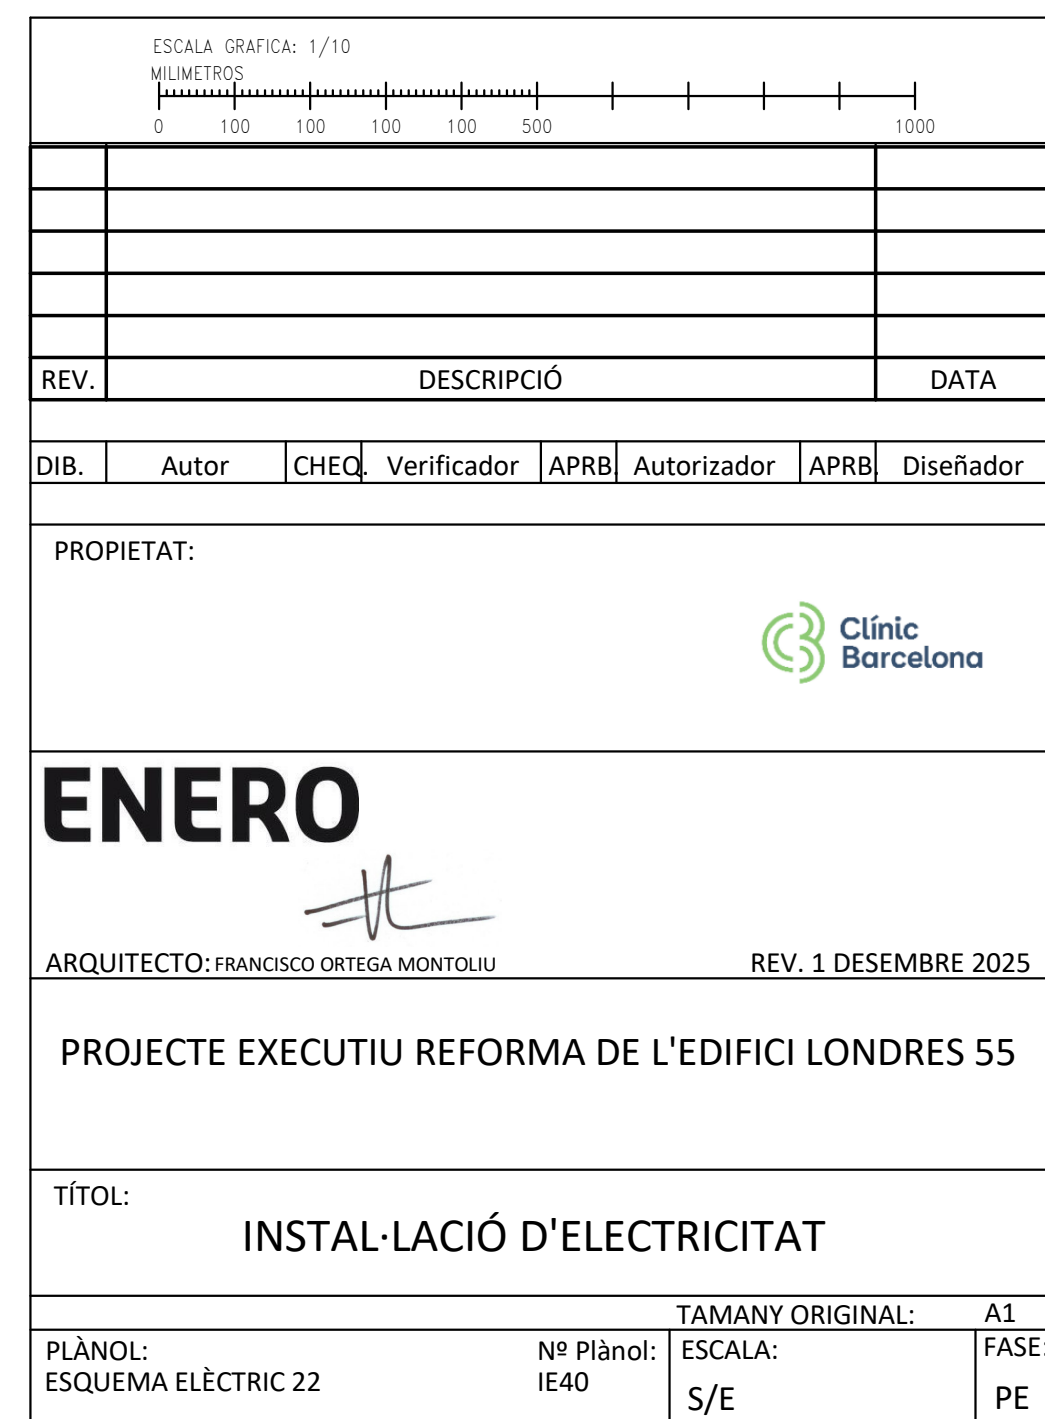 ESCALA GRAFICA: 1/10
MILIMETROS
0 100 100 100 100 500 1000
REV. DESCRIPCIÓ DATA
DIB. Autor CHEQ. Verificador APRB. Autorizador APRB. Diseñador
PROPIETAT:
Clínic
Barcelona
ENERO
ARQUITECTO: FRANCISCO ORTEGA MONTOLIU REV. 1 DESEMBRE 2025
PROJECTE EXECUTIU REFORMA DE L'EDIFICI LONDRES 55
TÍTOL:
INSTAL·LACIÓ D'ELECTRICITAT
TAMANY ORIGINAL: A1
PLÀNOL: Nº Plànol: ESCALA: FASE:
ESQUEMA ELÈCTRIC 22 IE40 S/E PE